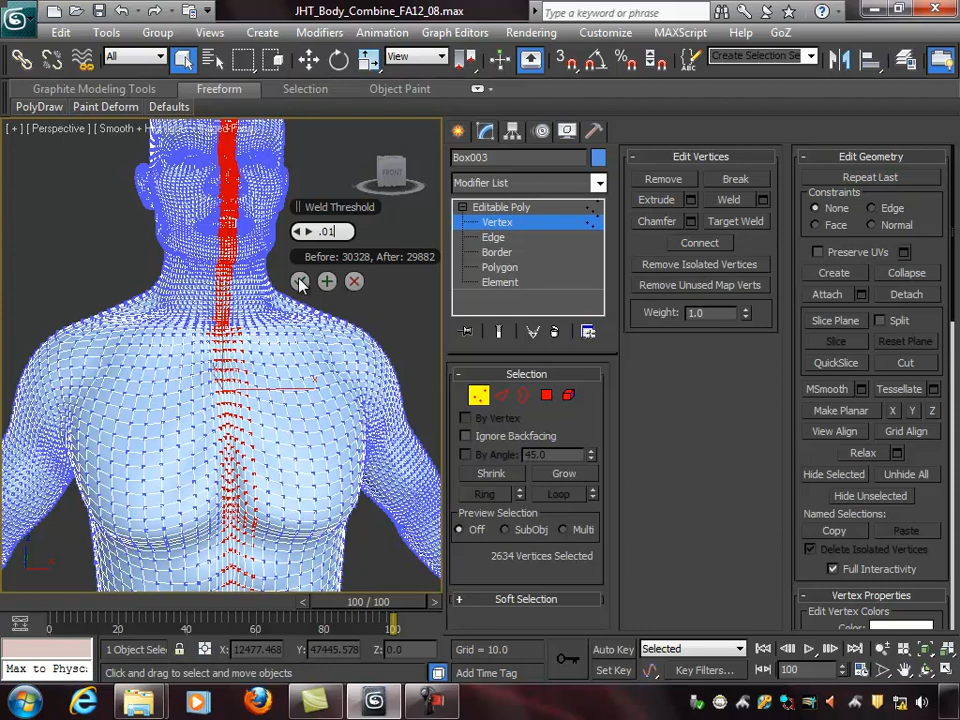 JHT_Body_Combine_FA12_08.max
Type a keyword or phrase
Edit Tools Group Views Create Modifiers Animation Graph Editors Rendering Customize MAXScript Help GoZ
All
View
Create Selection Se
Graphite Modeling Tools Freeform Selection Object Paint
PolyDraw Paint Deform Defaults
[ + ] [ Perspective ] [ Smooth + H
FRONT
Weld Threshold
.01
Before: 30328, After: 29882
x
Box003
Modifier List
Editable Poly
Vertex
Edge
Border
Polygon
Element
Selection
By Vertex
Ignore Backfacing
By Angle: 45.0
Shrink Grow
Ring Loop
Preview Selection
Off SubObj Multi
2634 Vertices Selected
Soft Selection
Edit Vertices
Remove Break
Extrude Weld
Chamfer Target Weld
Connect
Remove Isolated Vertices
Remove Unused Map Verts
Weight: 1.0
Edit Geometry
Repeat Last
Constraints
None Edge
Face Normal
Preserve UVs
Create Collapse
Attach Detach
Slice Plane Split
Slice Reset Plane
QuickSlice Cut
MSmooth Tessellate
Make Planar X Y Z
View Align Grid Align
Relax
Hide Selected Unhide All
Hide Unselected
Named Selections:
Copy Paste
Delete Isolated Vertices
Full Interactivity
Vertex Properties
Edit Vertex Colors
Color:
100 / 100
0 20 40 60 80 100
1 Object Selec X: 12477.468 Y: 47445.578 Z: 0.0 Grid = 10.0
Auto Key Selected
Max to Physc
Click and drag to select and move objects
Add Time Tag
Set Key Key Filters... 100